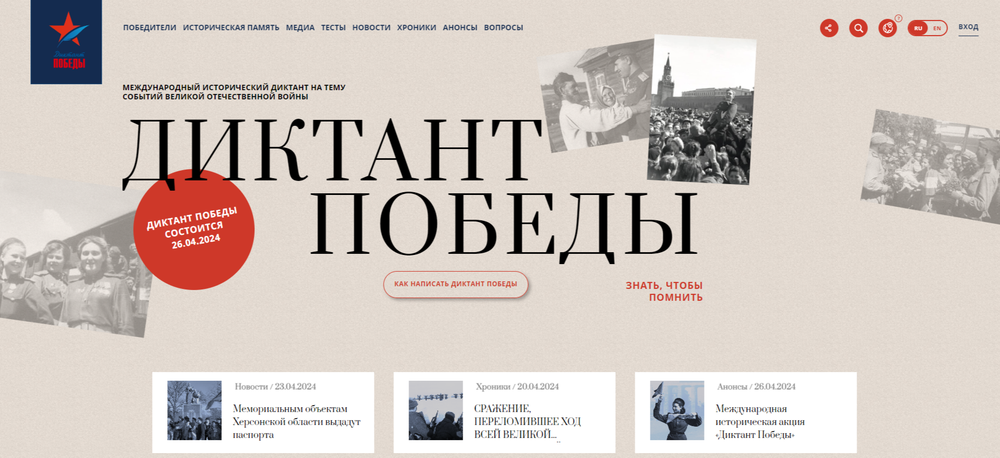 Диктант
ПОБЕДЫ
ПОБЕДИТЕЛИ ИСТОРИЧЕСКАЯ ПАМЯТЬ МЕДИА ТЕСТЫ НОВОСТИ ХРОНИКИ АНОНСЫ ВОПРОСЫ
?
RU EN
ВХОД
МЕЖДУНАРОДНЫЙ ИСТОРИЧЕСКИЙ ДИКТАНТ НА ТЕМУ
СОБЫТИЙ ВЕЛИКОЙ ОТЕЧЕСТВЕННОЙ ВОЙНЫ
ДИКТАНТ
ПОБЕДЫ
ДИКТАНТ ПОБЕДЫ
СОСТОИТСЯ
26.04.2024
КАК НАПИСАТЬ ДИКТАНТ ПОБЕДЫ
ЗНАТЬ, ЧТОБЫ
ПОМНИТЬ
Новости / 23.04.2024
Мемориальным объектам
Херсонской области выдадут
паспорта
Хроники / 20.04.2024
СРАЖЕНИЕ,
ПЕРЕЛОМИВШЕЕ ХОД
ВСЕЙ ВЕЛИКОЙ...
Анонсы / 26.04.2024
Международная
историческая акция
«Диктант Победы»